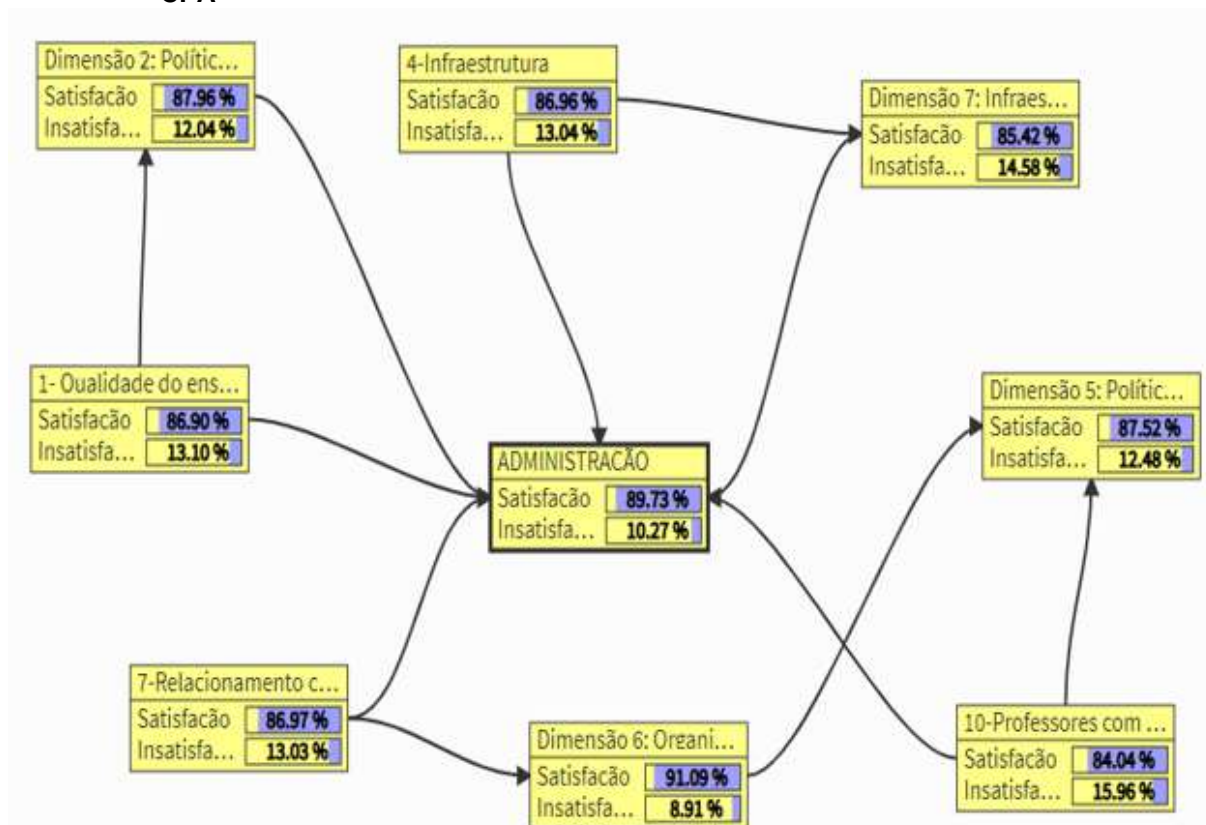 Dimensão 2: Polític...
Satisfacão 87.96 %
Insatisfa... 12.04 %
4-Infraestrutura
Satisfacão 86.96 %
Insatisfa... 13.04 %
Dimensão 7: Infraes...
Satisfacão 85.42 %
Insatisfa... 14.58 %
1- Oualidade do ens...
Satisfacão 86.90 %
Insatisfa... 13.10 %
ADMINISTRACÃO
Satisfacão 89.73 %
Insatisfa... 10.27 %
Dimensão 5: Polític...
Satisfacão 87.52 %
Insatisfa... 12.48 %
7-Relacionamento c...
Satisfacão 86.97 %
Insatisfa... 13.03 %
Dimensão 6: Organi...
Satisfacão 91.09 %
Insatisfa... 8.91 %
10-Professores com ...
Satisfacão 84.04 %
Insatisfa... 15.96 %